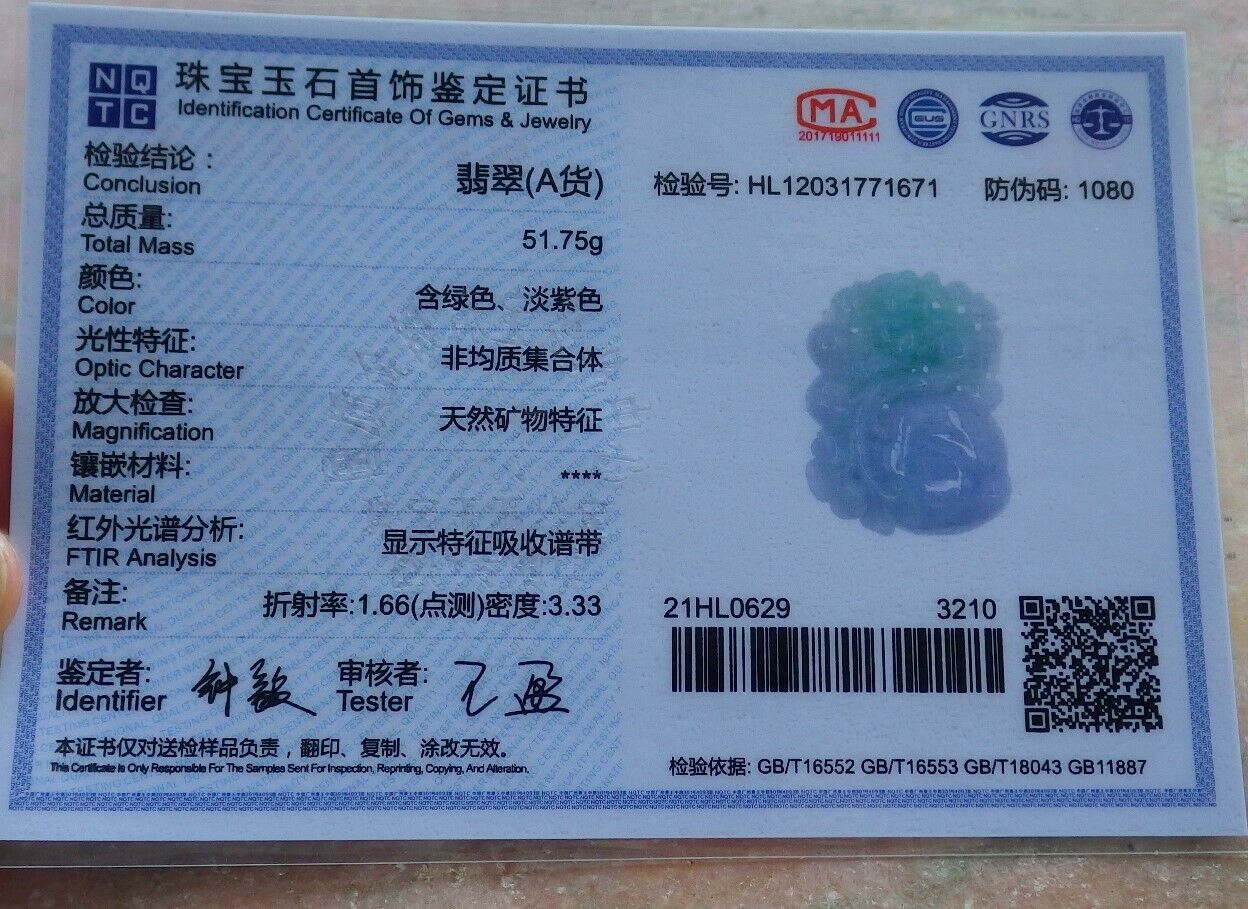 NQ
TC
珠宝玉石首饰鉴定证书
Identification Certificate Of Gems & Jewelry
检验结论：
Conclusion
翡翠(A货)
总质量:
Total Mass
51.75g
颜色:
Color
含绿色、淡紫色
光性特征:
Optic Character
非均质集合体
放大检查:
Magnification
天然矿物特征
镶嵌材料:
Material
****
红外光谱分析:
FTIR Analysis
显示特征吸收谱带
备注:
Remark
折射率:1.66(点测)密度:3.33
鉴定者:
Identifier
审核者:
Tester
本证书仅对送检样品负责，翻印、复制、涂改无效。
This Certificate is Only Responsible For The Samples Sent For Inspection, Reprinting, Copying, And Alteration.
MA
201719011111
GNRS
检验号: HL12031771671 防伪码: 1080
21HL0629 3210
检验依据: GB/T16552 GB/T16553 GB/T18043 GB11887